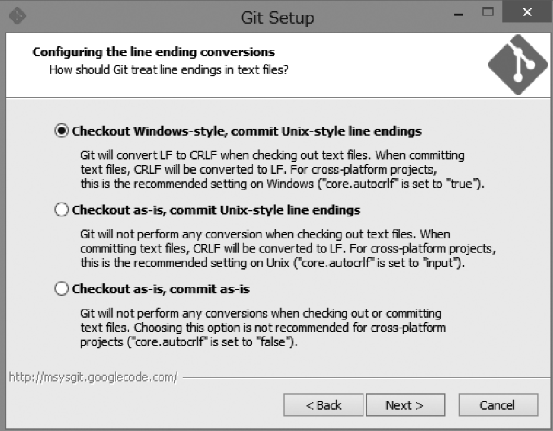 Git Setup
Configuring the line ending conversions
How should Git treat line endings in text files?
Checkout Windows-style, commit Unix-style line endings
Git will convert LF to CRLF when checking out text files. When committing
text files, CRLF will be converted to LF. For cross-platform projects,
this is the recommended setting on Windows ("core.autocrlf" is set to "true").
Checkout as-is, commit Unix-style line endings
Git will not perform any conversion when checking out text files. When
committing text files, CRLF will be converted to LF. For cross-platform projects,
this is the recommended setting on Unix ("core.autocrlf" is set to "input").
Checkout as-is, commit as-is
Git will not perform any conversions when checking out or committing
text files. Choosing this option is not recommended for cross-platform
projects ("core.autocrlf" is set to "false").
http://msysgit.googlecode.com/
< Back Next > Cancel